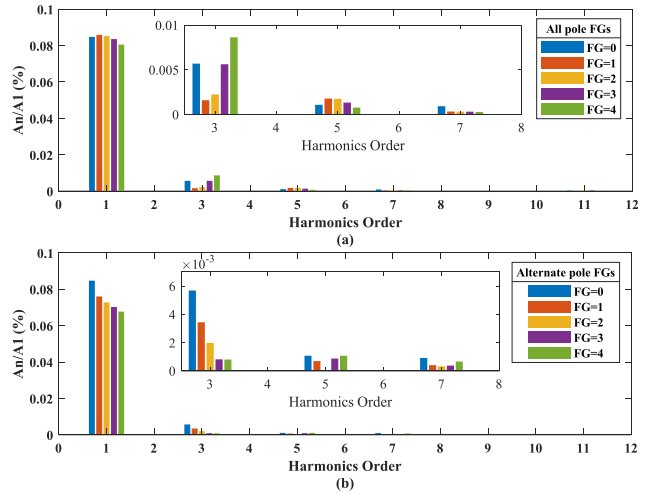 (a)
0.1
0.08
0.06
0.04
0.02
0
An/A1 (%)
0.01
0.005
0
3 4 5 6 7 8
Harmonics Order
All pole FGs
FG=0
FG=1
FG=2
FG=3
FG=4
0 1 2 3 4 5 6 7 8 9 10 11 12
Harmonics Order
(a)
(b)
0.1
0.08
0.06
0.04
0.02
0
An/A1 (%)
×10⁻³
6
4
2
0
3 4 5 6 7 8
Harmonics Order
Alternate pole FGs
FG=0
FG=1
FG=2
FG=3
FG=4
0 1 2 3 4 5 6 7 8 9 10 11 12
Harmonics Order
(b)